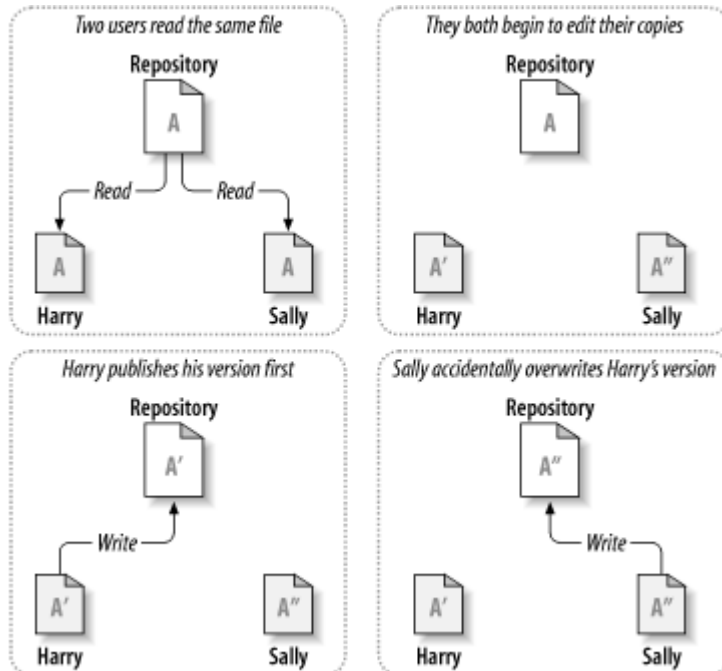 Two users read the same file
Repository
A
Read
Read
A
A
Harry
Sally
They both begin to edit their copies
Repository
A
A′
A″
Harry
Sally
Harry publishes his version first
Repository
A′
Write
A′
A″
Harry
Sally
Sally accidentally overwrites Harry's version
Repository
A″
Write
A′
A″
Harry
Sally